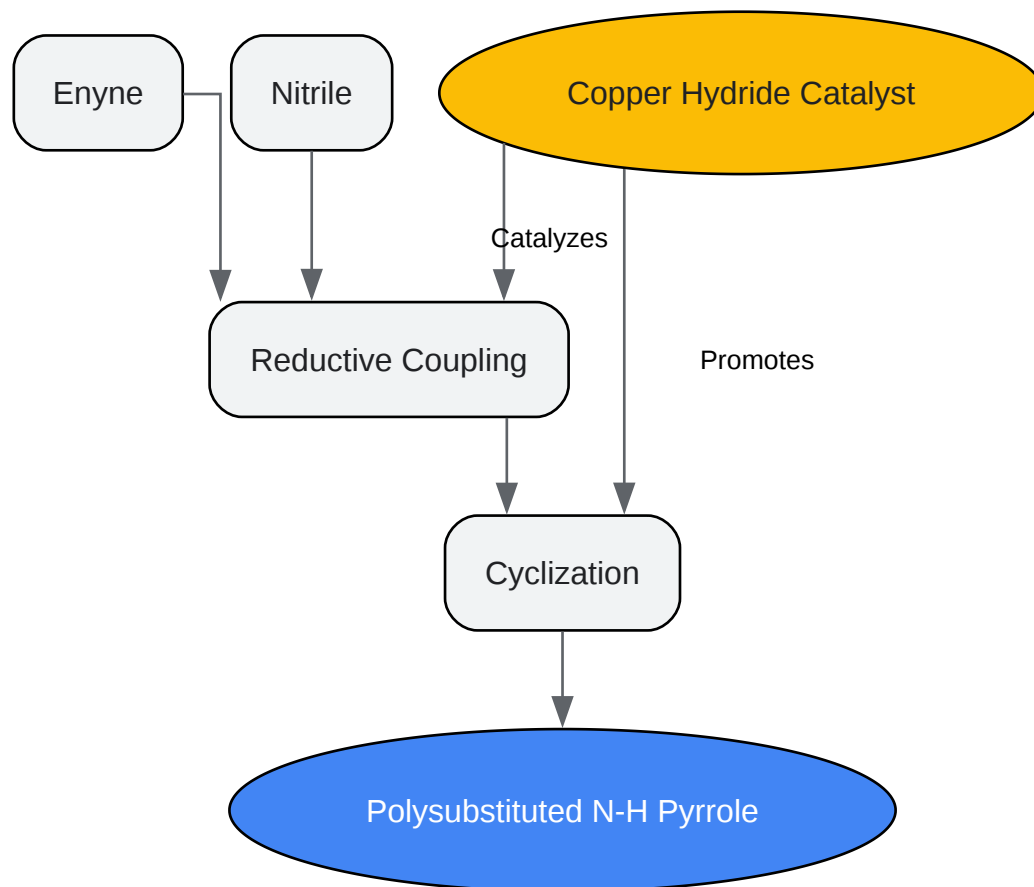 Enyne
Nitrile
Copper Hydride Catalyst
Catalyzes
Reductive Coupling
Promotes
Cyclization
Polysubstituted N-H Pyrrole